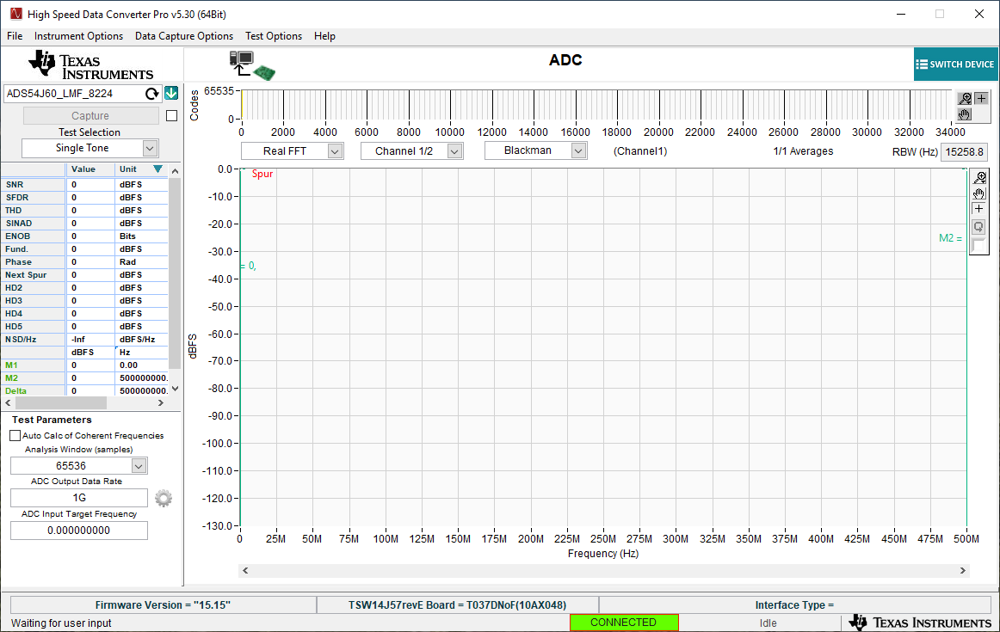 High Speed Data Converter Pro v5.30 (64Bit)
File Instrument Options Data Capture Options Test Options Help
TEXAS INSTRUMENTS
ADC
SWITCH DEVICE
ADS54J60_LMF_8224
Capture
Test Selection
Single Tone
Codes
65535
0
0 2000 4000 6000 8000 10000 12000 14000 16000 18000 20000 22000 24000 26000 28000 30000 32000 34000
Real FFT Channel 1/2 Blackman (Channel1) 1/1 Averages RBW (Hz) 15258.8
Value Unit
SNR 0 dBFS
SFDR 0 dBFS
THD 0 dBFS
SINAD 0 dBFS
ENOB 0 Bits
Fund. 0 dBFS
Phase 0 Rad
Next Spur 0 dBFS
HD2 0 dBFS
HD3 0 dBFS
HD4 0 dBFS
HD5 0 dBFS
NSD/Hz -Inf dBFS/Hz
dBFS Hz
M1 0 0.00
M2 0 500000000.
Delta 0 500000000.
Test Parameters
Auto Calc of Coherent Frequencies
Analysis Window (samples)
65536
ADC Output Data Rate
1G
ADC Input Target Frequency
0.000000000
dBFS
0.0
-10.0
-20.0
-30.0
-40.0
-50.0
-60.0
-70.0
-80.0
-90.0
-100.0
-110.0
-120.0
-130.0
Spur
M2 =
= 0,
0 25M 50M 75M 100M 125M 150M 175M 200M 225M 250M 275M 300M 325M 350M 375M 400M 425M 450M 475M 500M
Frequency (Hz)
Firmware Version = "15.15" TSW14J57revE Board = T037DNoF(10AX048) Interface Type =
Waiting for user input CONNECTED Idle TEXAS INSTRUMENTS